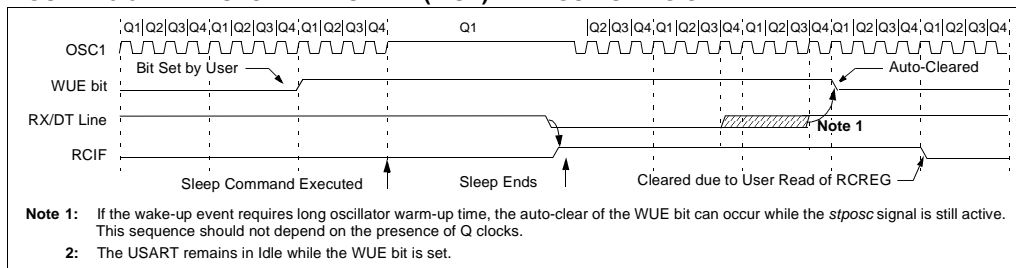 Q1 Q2 Q3 Q4 Q1 Q2 Q3 Q4 Q1 Q2 Q3 Q4 Q1 Q2 Q3 Q4 Q1 Q2 Q3 Q4 Q1 Q2 Q3 Q4 Q1 Q2 Q3 Q4 Q1 Q2 Q3 Q4
OSC1
Bit Set by User
Auto-Cleared
WUE bit
RX/DT Line
Note 1
RCIF
Sleep Command Executed
Sleep Ends
Cleared due to User Read of RCREG
Note 1: If the wake-up event requires long oscillator warm-up time, the auto-clear of the WUE bit can occur while the stposc signal is still active.
This sequence should not depend on the presence of Q clocks.
2: The USART remains in Idle while the WUE bit is set.